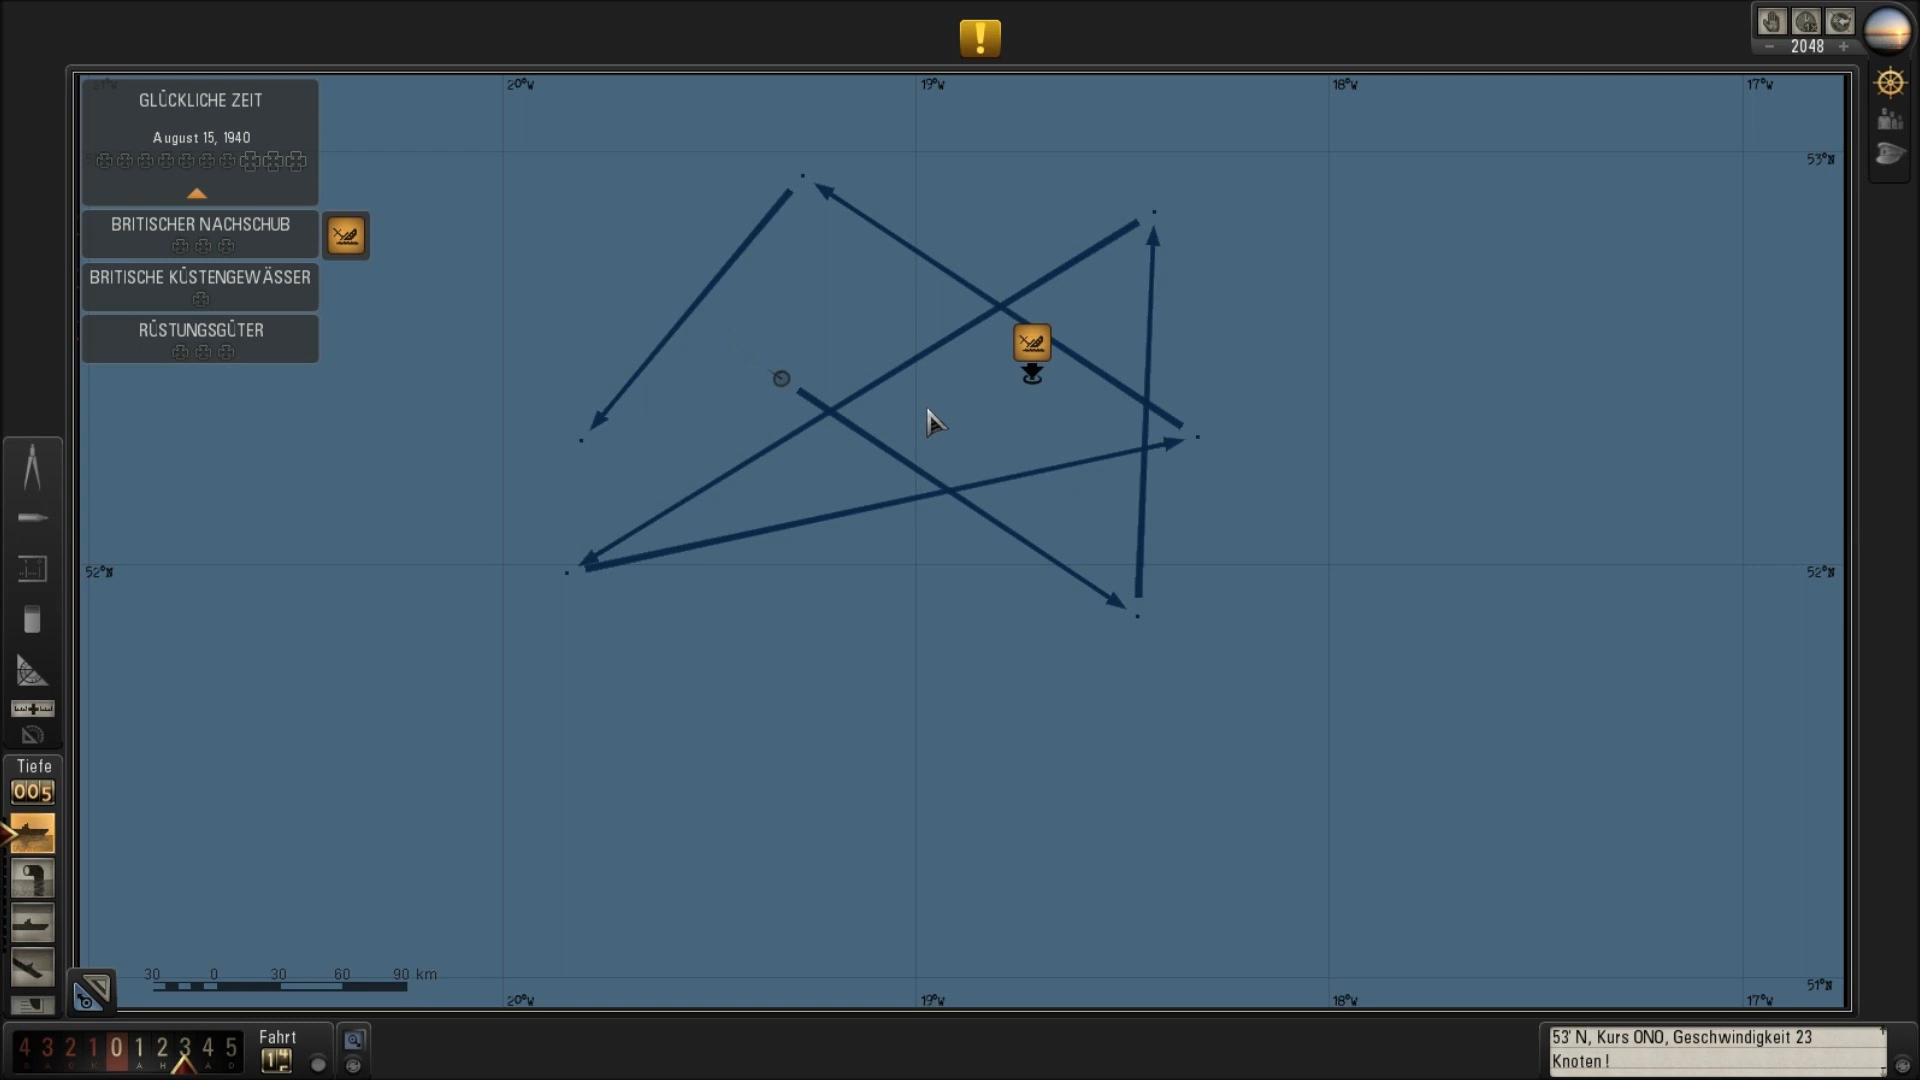 2048
20°W
19°W
18°W
17°W
GLÜCKLICHE ZEIT
August 15, 1940
53°N
BRITISCHER NACHSCHUB
BRITISCHE KÜSTENGEWÄSSER
RÜSTUNGSGÜTER
52°N
52°N
Tiefe
005
30 0 30 60 90 km
51°N
20°W
19°W
18°W
17°W
4 3 2 1 0 1 2 3 4 5
Fahrt
53' N, Kurs ONO, Geschwindigkeit 23
Knoten !